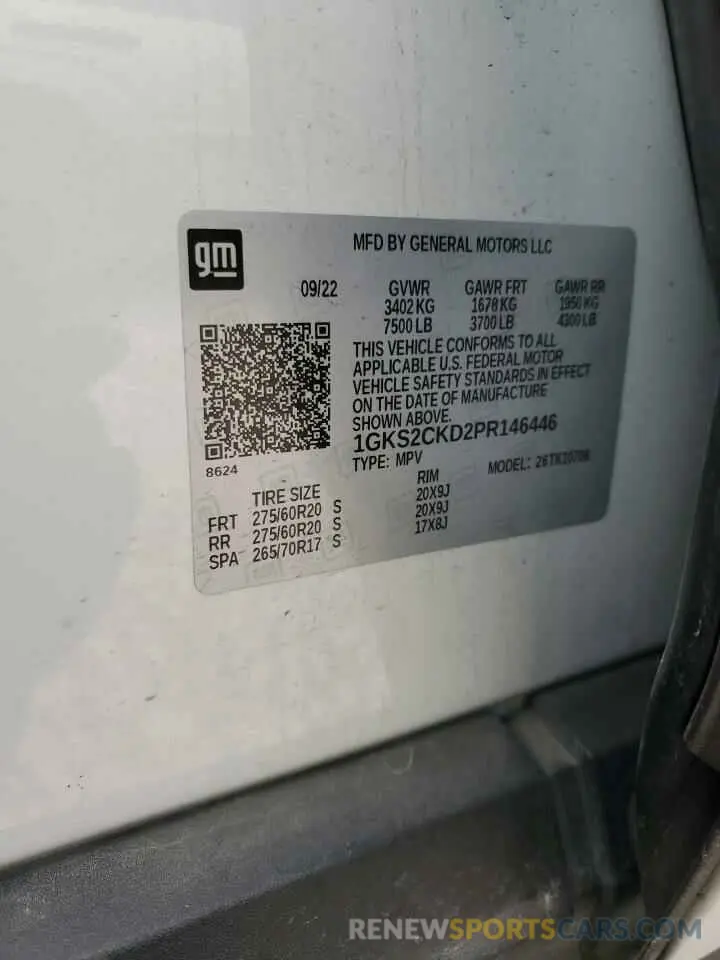 gm
MFD BY GENERAL MOTORS LLC
09/22 GVWR GAWR FRT GAWR RR
3402 KG 1678 KG 1950 KG
7500 LB 3700 LB 4300 LB
THIS VEHICLE CONFORMS TO ALL
APPLICABLE U.S. FEDERAL MOTOR
VEHICLE SAFETY STANDARDS IN EFFECT
ON THE DATE OF MANUFACTURE
SHOWN ABOVE.
1GKS2CKD2PR146446
8624
TYPE: MPV MODEL:
TIRE SIZE RIM
FRT 275/60R20 S 20X9J
RR 275/60R20 S 20X9J
SPA 265/70R17 S 17X8J
RENEWSPORTSCARS.COM